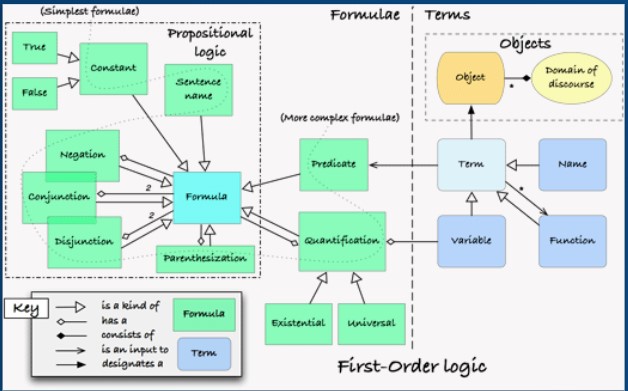 (Simplest formulae)
Formulae
Terms
True
False
Constant
Propositional
logic
Sentence
name
Objects
Object
*
Domain of
discourse
(More complex formulae)
Negation
Conjunction
Disjunction
2
2
Formula
Parenthesization
Predicate
Quantification
Existential
Universal
Term
Name
*
Variable
Function
Key
is a kind of
has a
consists of
is an input to
designates a
Formula
Term
First-Order logic